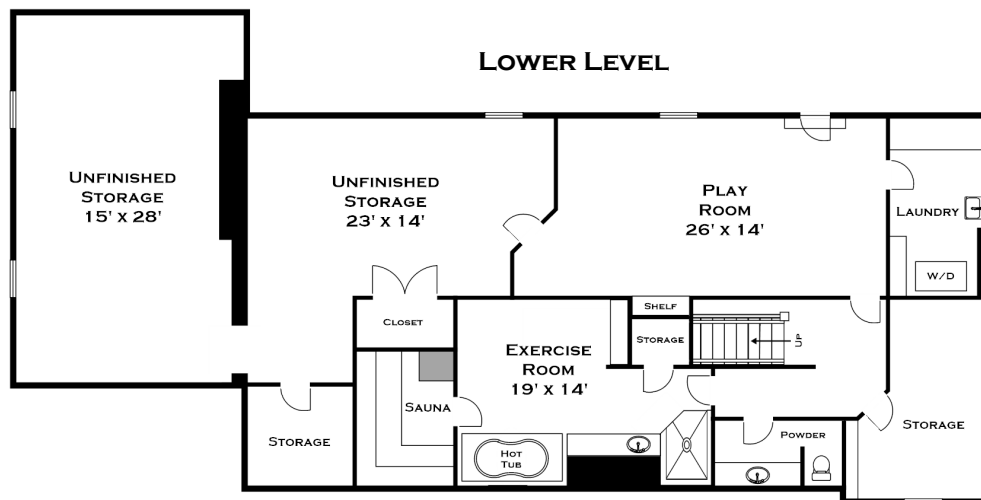 LOWER LEVEL
UNFINISHED
STORAGE
15' X 28'
UNFINISHED
STORAGE
23' X 14'
PLAY
ROOM
26' X 14'
LAUNDRY
W/D
SHELF
CLOSET
STORAGE
UP
EXERCISE
ROOM
19' X 14'
SAUNA
STORAGE
HOT
TUB
POWDER
STORAGE